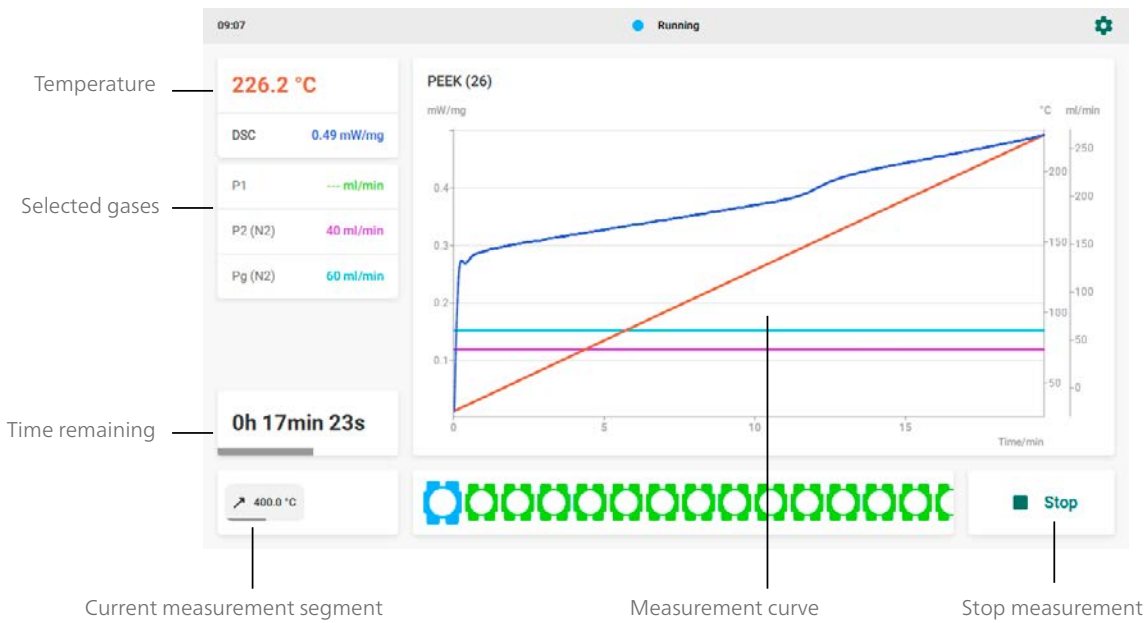 09:07
Running
Temperature
226.2 °C
DSC 0.49 mW/mg
Selected gases
P1 --- ml/min
P2 (N2) 40 ml/min
Pg (N2) 60 ml/min
Time remaining
0h 17min 23s
400.0 °C
PEEK (26)
mW/mg
°C ml/min
0.4
0.3
0.2
0.1
200
150
100
50
250
200
150
100
50
0
0 5 10 15
Time/min
Stop
Current measurement segment
Measurement curve
Stop measurement